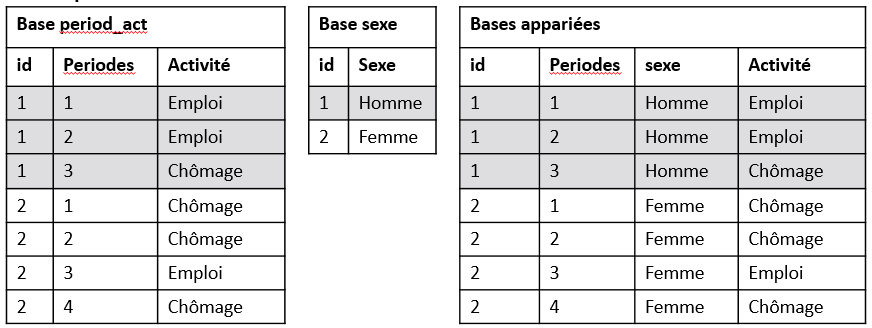 Base period_act
id Periodes Activité
1 1 Emploi
1 2 Emploi
1 3 Chômage
2 1 Chômage
2 2 Chômage
2 3 Emploi
2 4 Chômage
Base sexe
id Sexe
1 Homme
2 Femme
Bases appariées
id Periodes sexe Activité
1 1 Homme Emploi
1 2 Homme Emploi
1 3 Homme Chômage
2 1 Femme Chômage
2 2 Femme Chômage
2 3 Femme Emploi
2 4 Femme Chômage